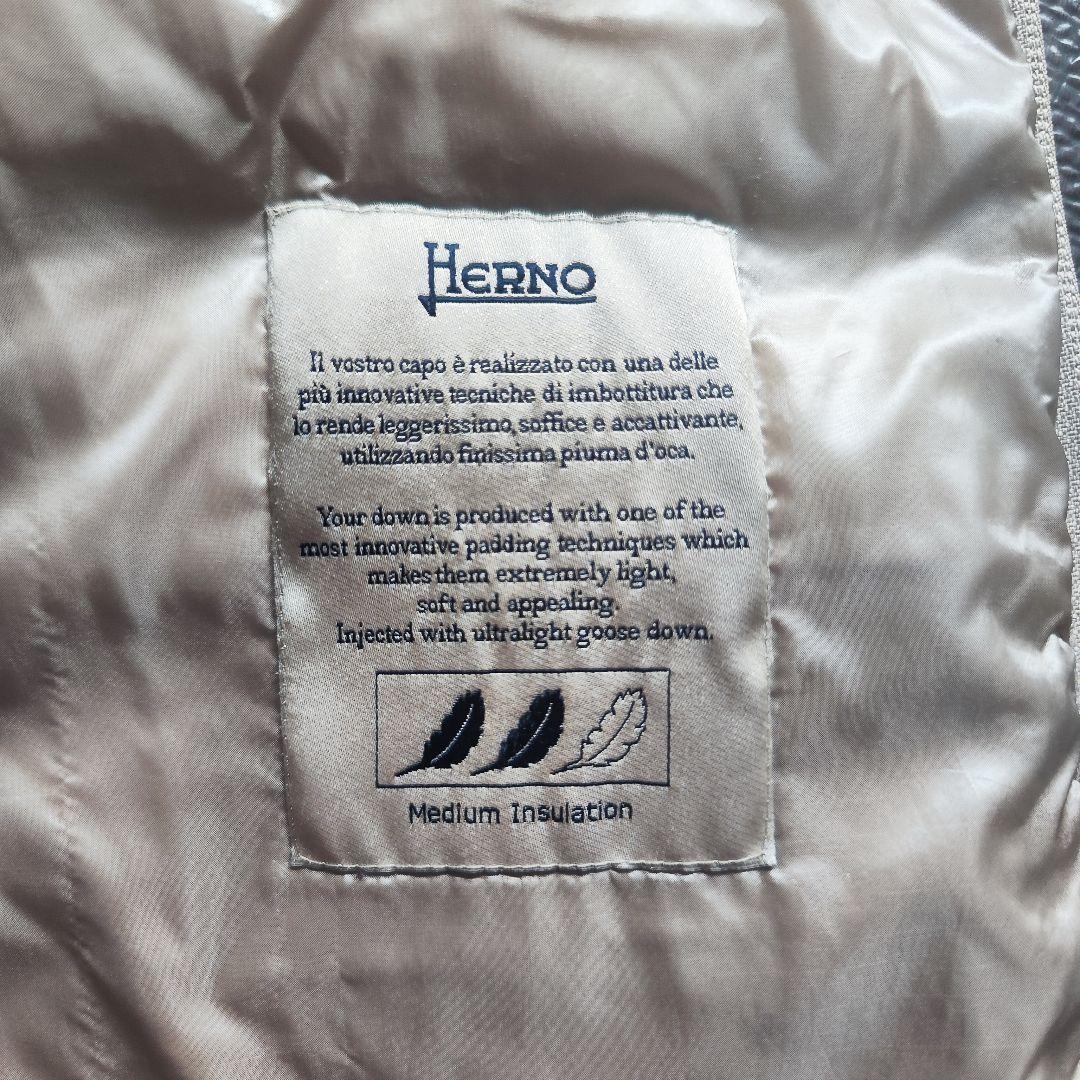 HERNO
Il vostro capo è realizzato con una delle
più innovative tecniche di imbottitura che
lo rende leggerissimo, soffice e accattivante,
utilizzando finissima piuma d'oca.
Your down is produced with one of the
most innovative padding techniques which
makes them extremely light,
soft and appealing.
Injected with ultralight goose down.
Medium Insulation